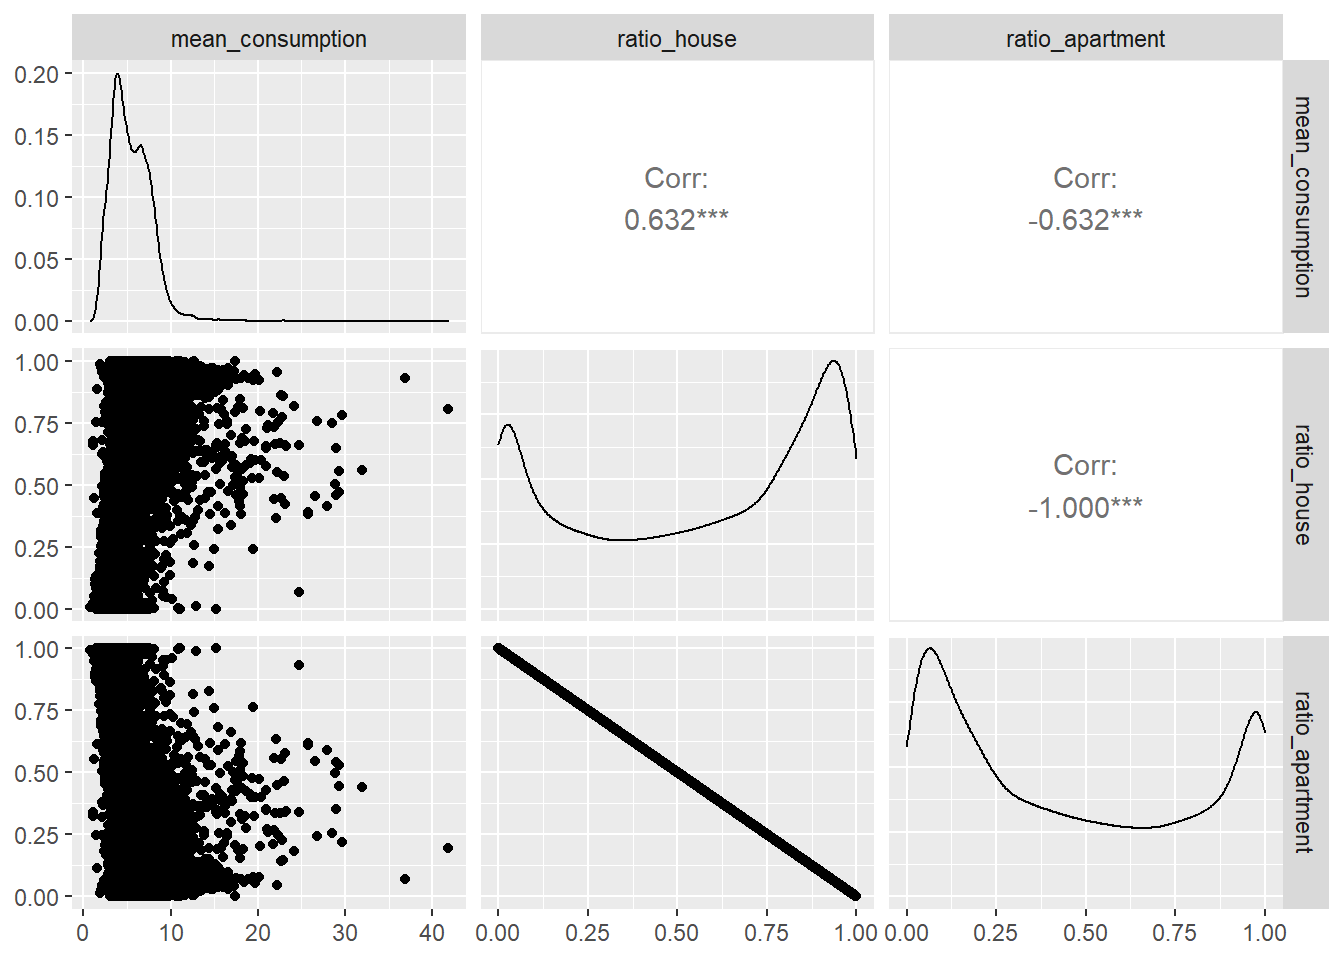 mean_consumption
ratio_house
ratio_apartment
0.20
0.15
0.10
0.05
0.00
Corr:
0.632***
Corr:
-0.632***
mean_consumption
1.00
0.75
0.50
0.25
0.00
Corr:
-1.000***
ratio_house
1.00
0.75
0.50
0.25
0.00
ratio_apartment
0 10 20 30 40
0.00 0.25 0.50 0.75 1.00
0.00 0.25 0.50 0.75 1.00